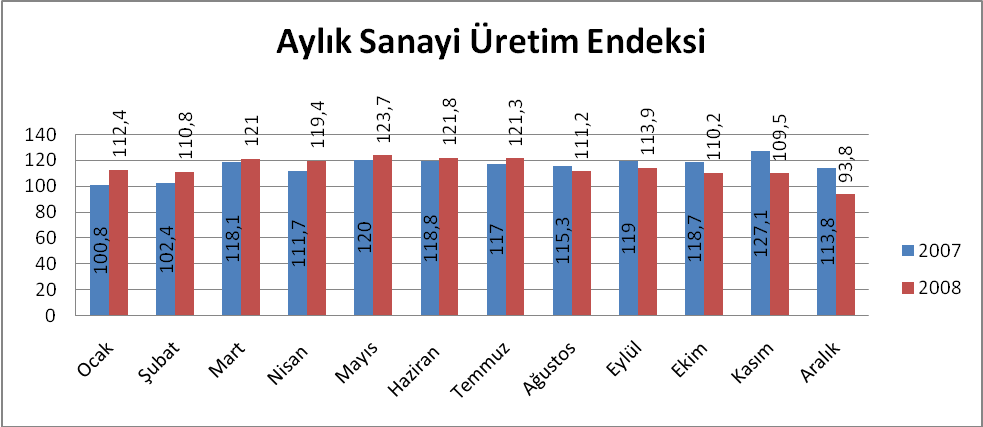 Aylık Sanayi Üretim Endeksi
140
120
100
80
60
40
20
0
100,8
112,4
102,4
110,8
118,1
121
111,7
119,4
120
123,7
118,8
121,8
117
121,3
115,3
111,2
119
113,9
118,7
110,2
127,1
109,5
113,8
93,8
Ocak
Şubat
Mart
Nisan
Mayıs
Haziran
Temmuz
Ağustos
Eylül
Ekim
Kasım
Aralık
2007
2008